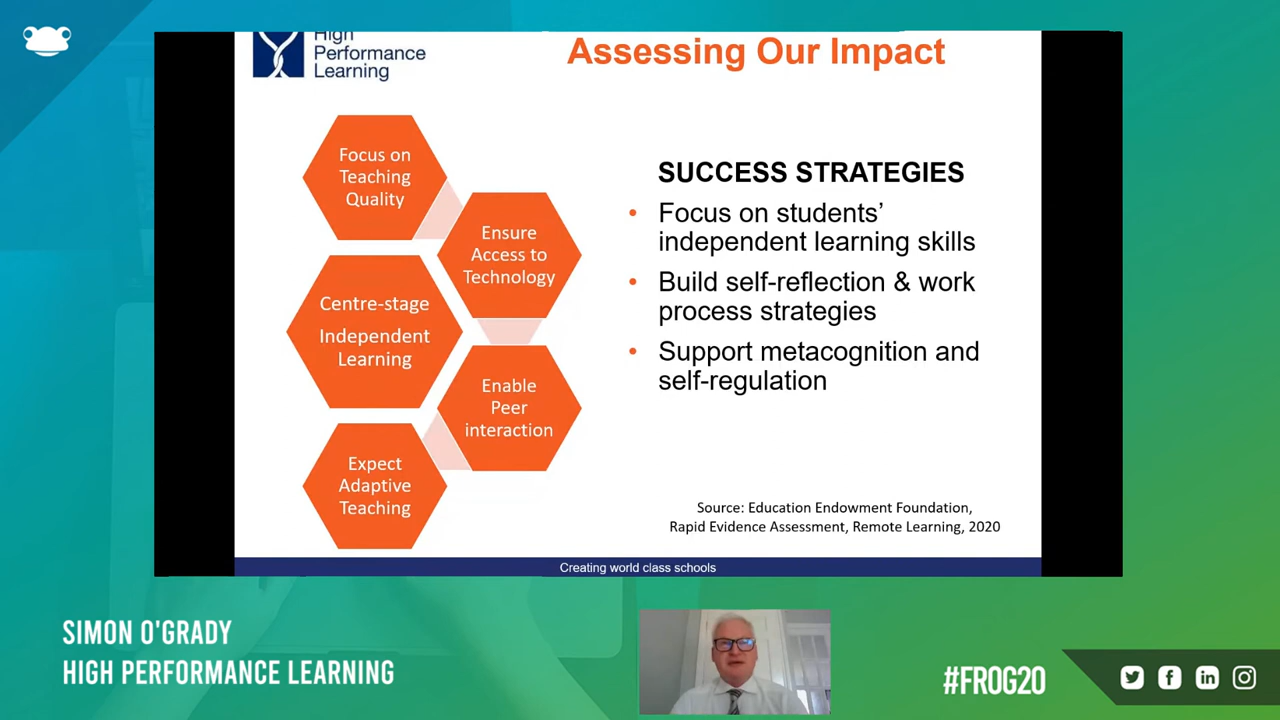 High
Performance
Learning
Assessing Our Impact
Focus on
Teaching
Quality
Ensure
Access to
Technology
Centre-stage
Independent
Learning
Enable
Peer
interaction
Expect
Adaptive
Teaching
SUCCESS STRATEGIES
• Focus on students’
independent learning skills
• Build self-reflection & work
process strategies
• Support metacognition and
self-regulation
Source: Education Endowment Foundation,
Rapid Evidence Assessment, Remote Learning, 2020
Creating world class schools
SIMON O'GRADY
HIGH PERFORMANCE LEARNING
#FROG20